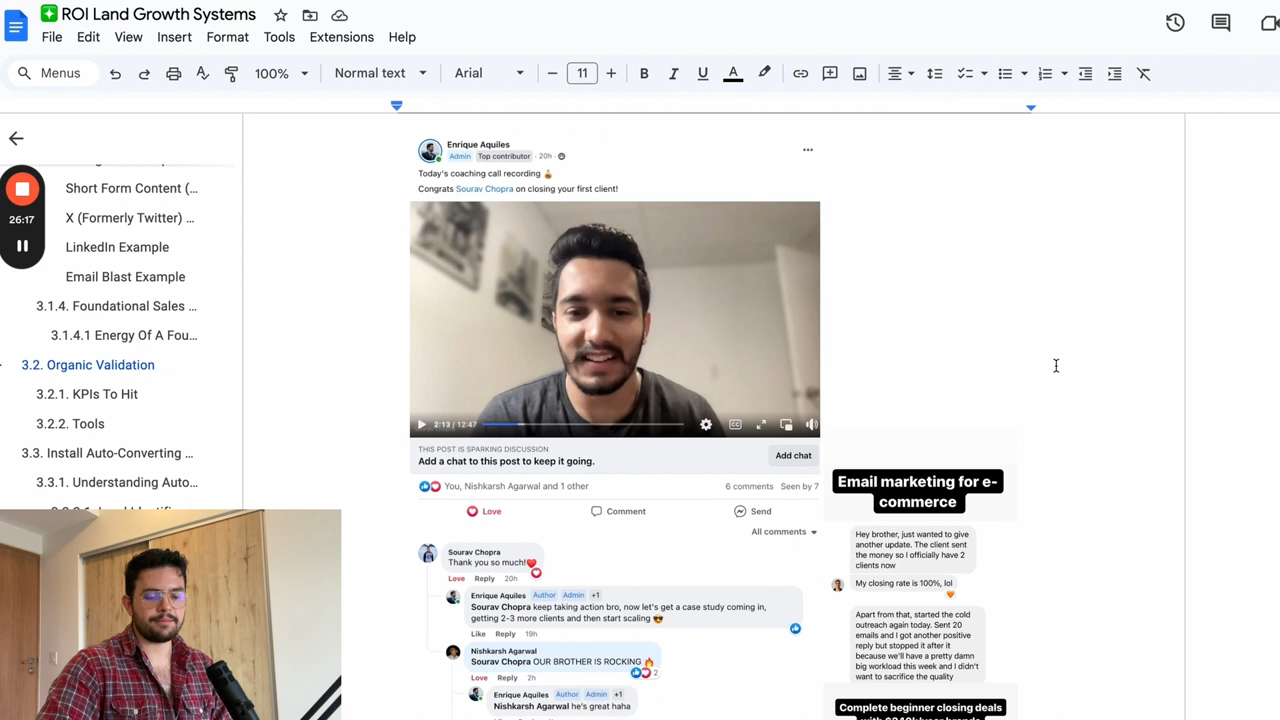 ROI Land Growth Systems
File Edit View Insert Format Tools Extensions Help
Menus
100%
Normal text
Arial
11
B I U A
26:17
Short Form Content (...
X (Formerly Twitter) ...
LinkedIn Example
Email Blast Example
3.1.4. Foundational Sales ...
3.1.4.1 Energy Of A Fou...
3.2. Organic Validation
3.2.1. KPIs To Hit
3.2.2. Tools
3.3. Install Auto-Converting ...
3.3.1. Understanding Auto...
Enrique Aquiles
Admin Top contributor · 20h ·
Today's coaching call recording
Congrats Sourav Chopra on closing your first client!
2:13 / 12:47
CC
THIS POST IS SPARKING DISCUSSION
Add a chat to this post to keep it going.
Add chat
You, Nishkarsh Agarwal and 1 other
6 comments Seen by 7
Love Comment Send
All comments
Sourav Chopra
Thank you so much!
Love Reply 20h
Enrique Aquiles Author Admin +1
Sourav Chopra keep taking action bro, now let's get a case study coming in,
getting 2-3 more clients and then start scaling
Like Reply 19h
Nishkarsh Agarwal
Sourav Chopra OUR BROTHER IS ROCKING
2
Love Reply 2h
Enrique Aquiles Author Admin +1
Nishkarsh Agarwal he's great haha
Email marketing for e-
commerce
Hey brother, just wanted to give
another update. The client sent
the money so I officially have 2
clients now
My closing rate is 100%, lol
Apart from that, started the cold
outreach again today. Sent 20
emails and I got another positive
reply but stopped it after it
because we'll have a pretty damn
big workload this week and I didn't
want to sacrifice the quality
Complete beginner closing deals